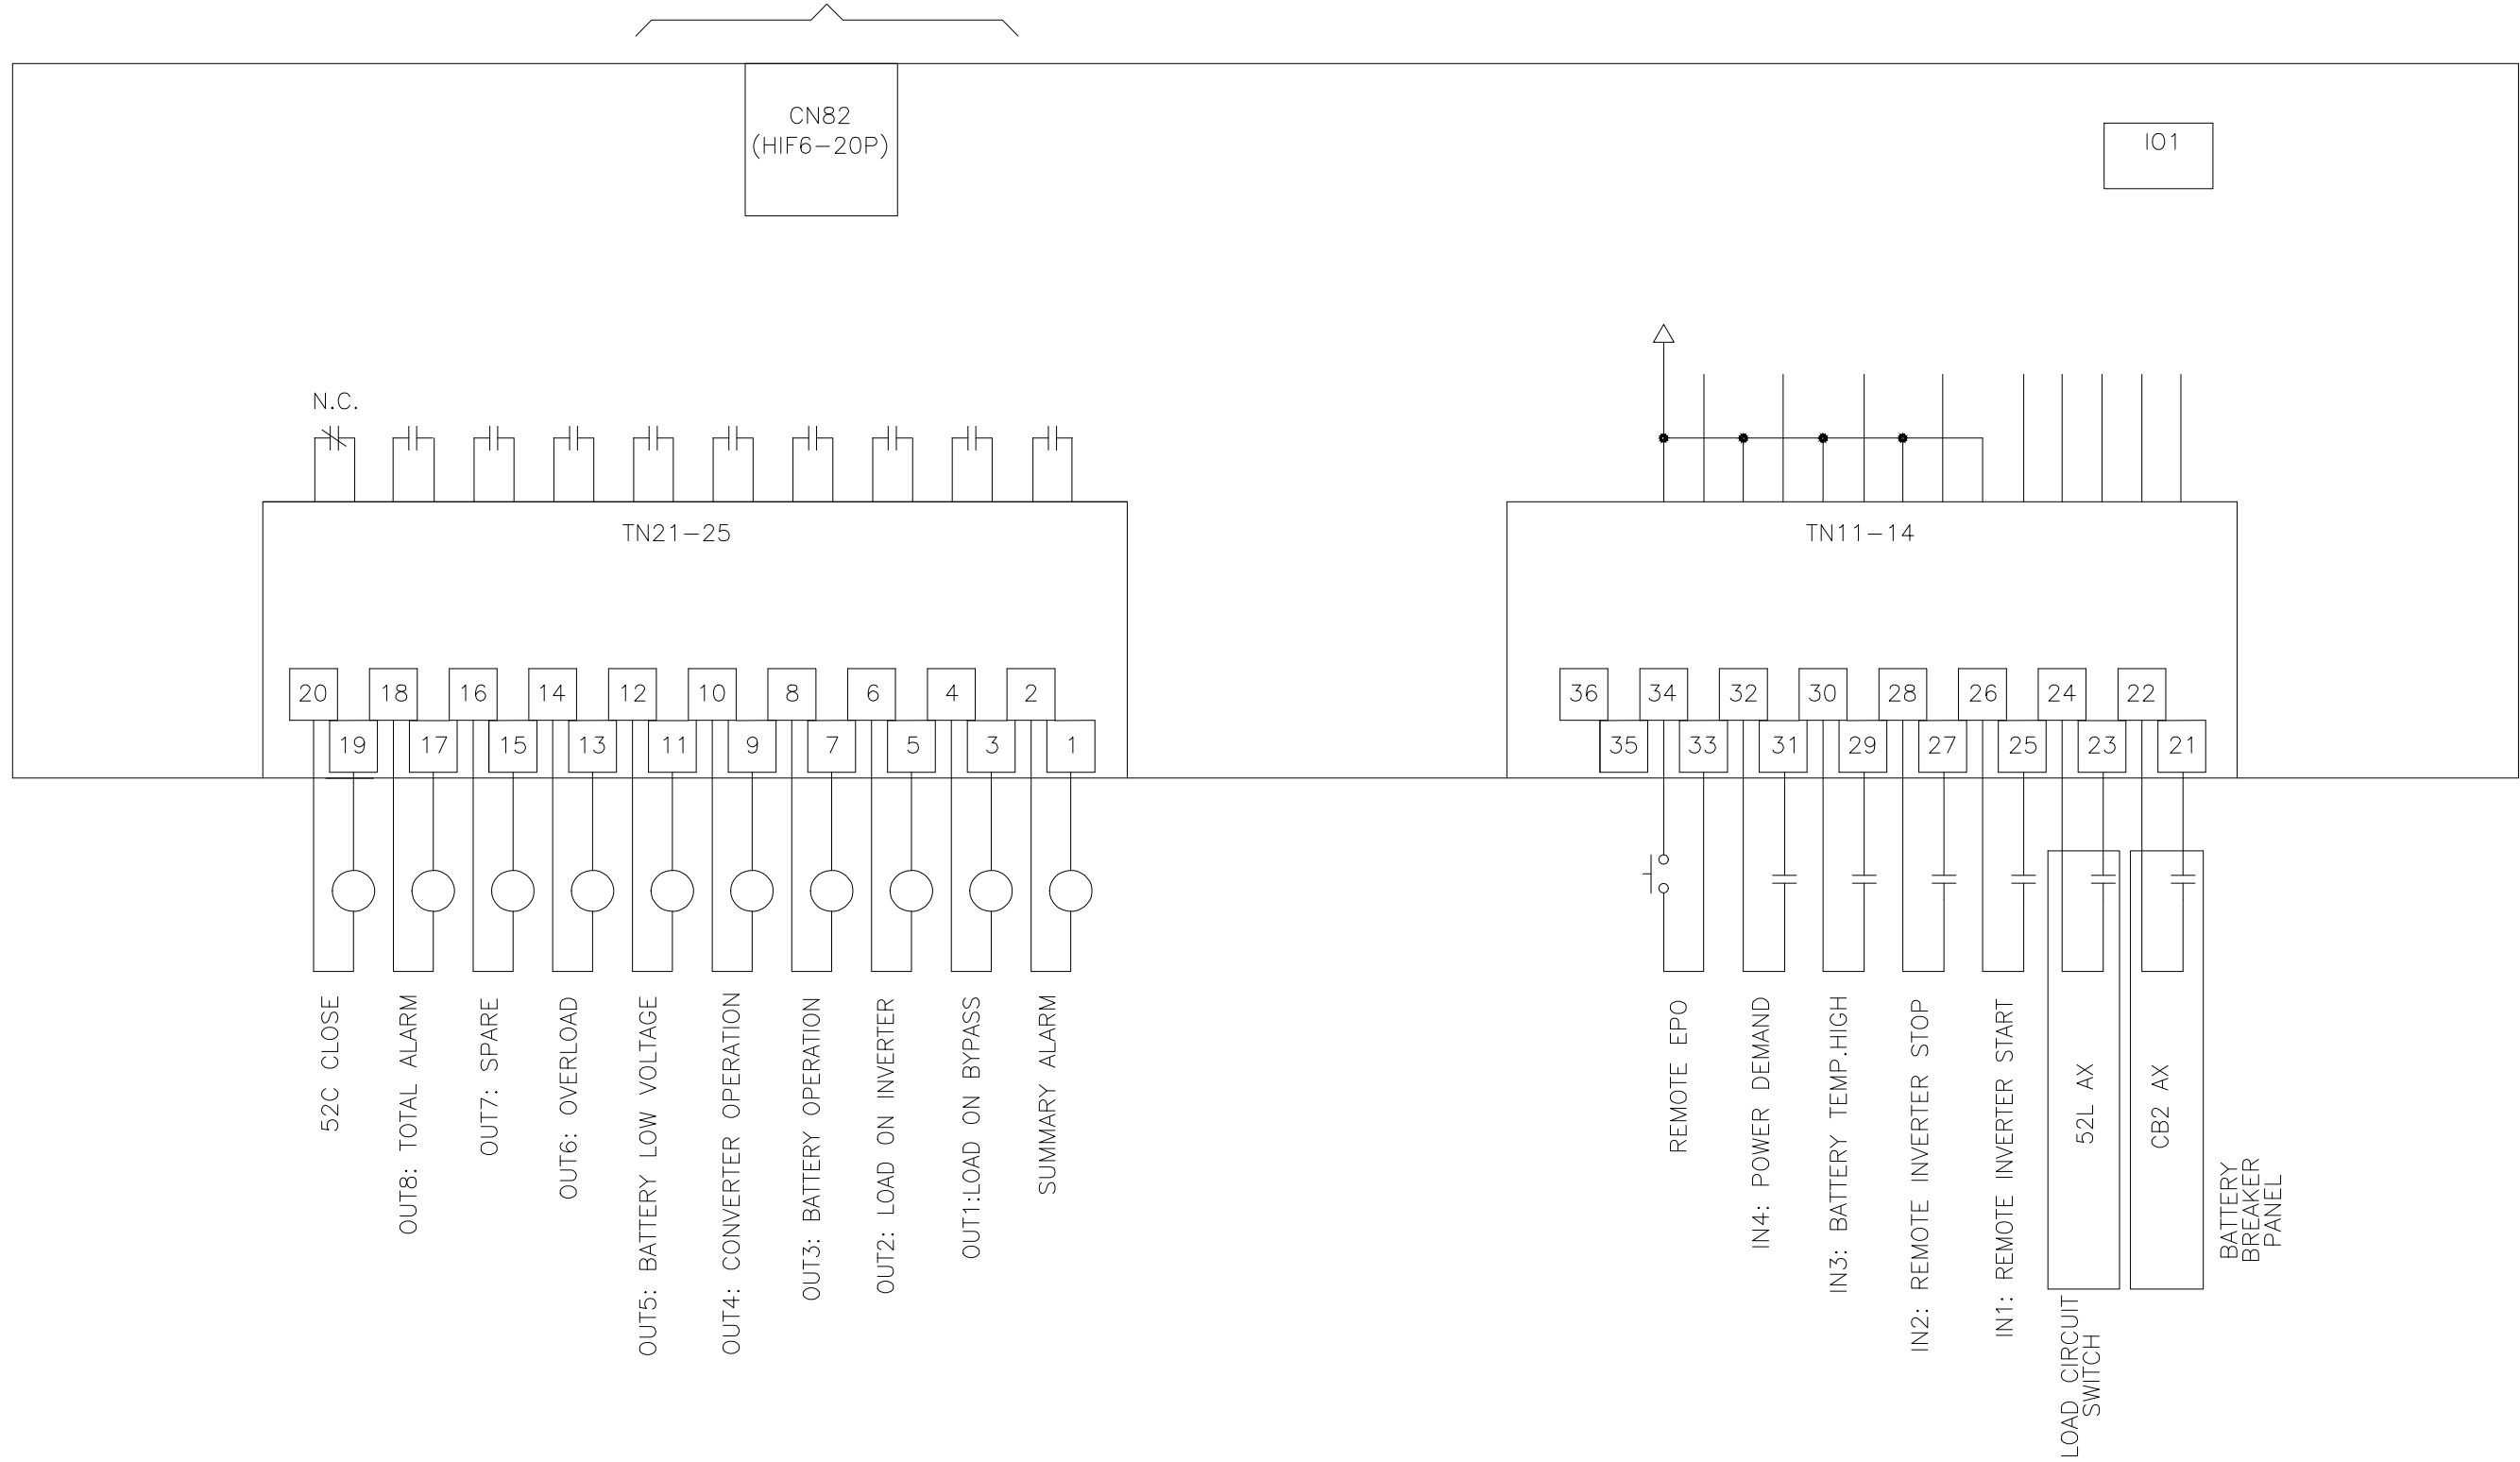 CN82
(HIF6-20P)
IO1
N.C.
TN21-25
TN11-14
20 18 16 14 12 10 8 6 4 2
19 17 15 13 11 9 7 5 3 1
36 34 32 30 28 26 24 22
35 33 31 29 27 25 23 21
52C CLOSE
OUT8: TOTAL ALARM
OUT7: SPARE
OUT6: OVERLOAD
OUT5: BATTERY LOW VOLTAGE
OUT4: CONVERTER OPERATION
OUT3: BATTERY OPERATION
OUT2: LOAD ON INVERTER
OUT1:LOAD ON BYPASS
SUMMARY ALARM
REMOTE EPO
IN4: POWER DEMAND
IN3: BATTERY TEMP.HIGH
IN2: REMOTE INVERTER STOP
IN1: REMOTE INVERTER START
52L AX
LOAD CIRCUIT
SWITCH
CB2 AX
BATTERY
BREAKER
PANEL